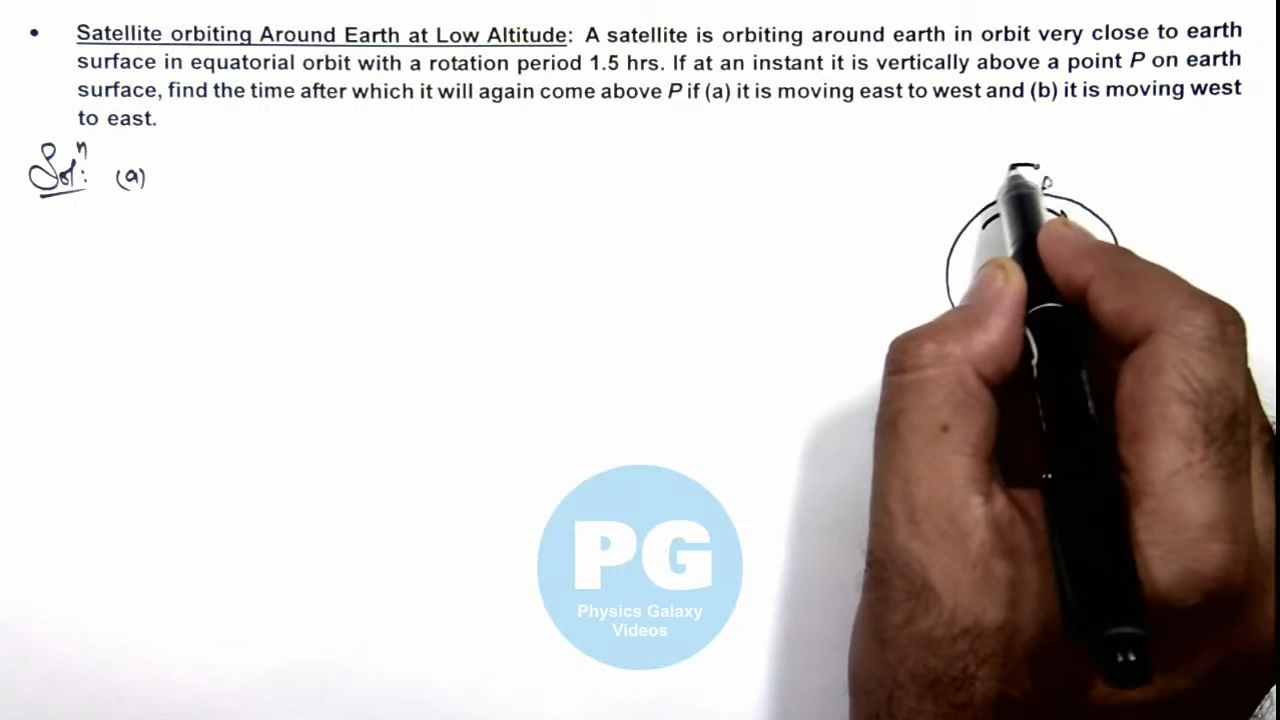 • Satellite orbiting Around Earth at Low Altitude: A satellite is orbiting around earth in orbit very close to earth
surface in equatorial orbit with a rotation period 1.5 hrs. If at an instant it is vertically above a point P on earth
surface, find the time after which it will again come above P if (a) it is moving east to west and (b) it is moving west
to east.
Solⁿ: (a)
P
PG
Physics Galaxy
Videos